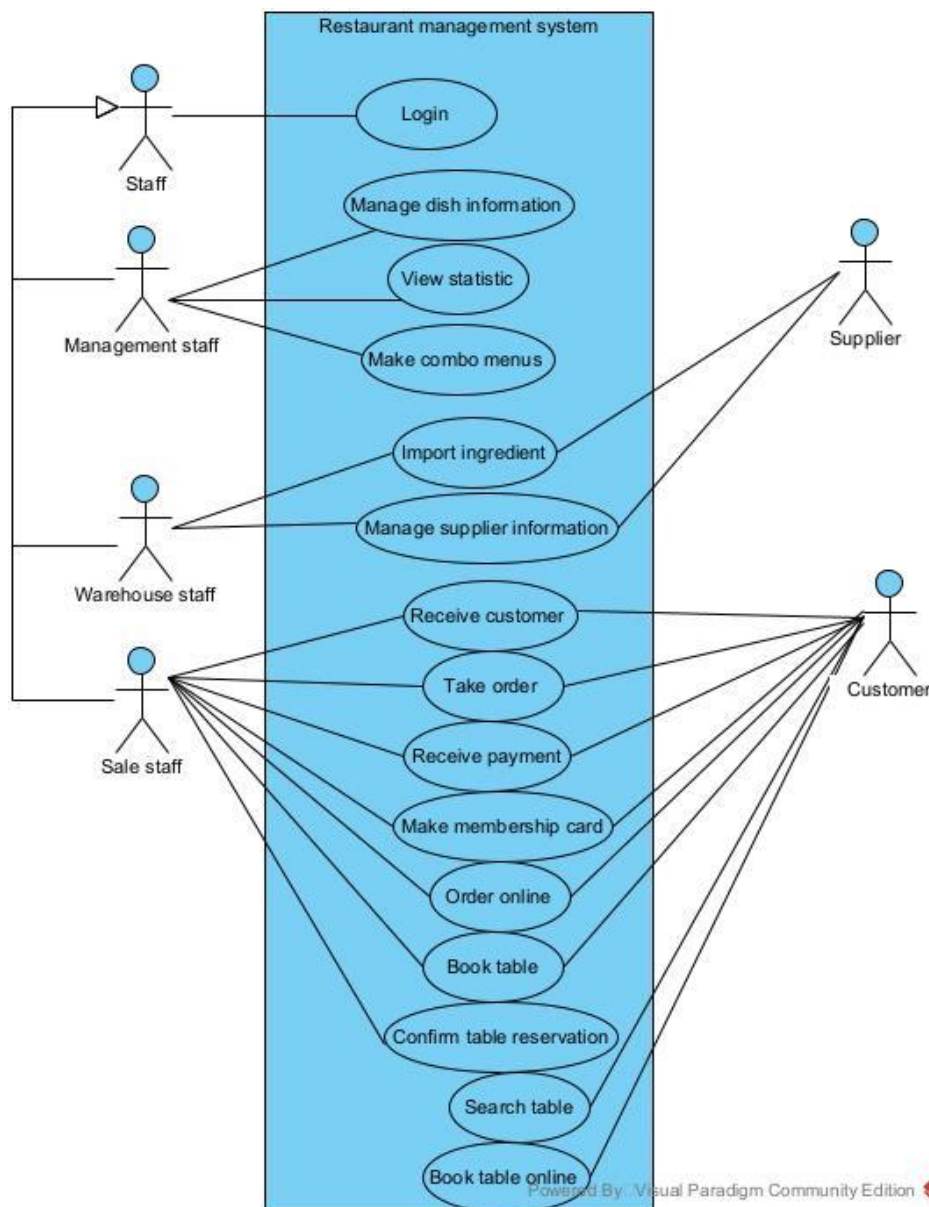 Restaurant management system
Login
Staff
Manage dish information
View statistic
Management staff
Make combo menus
Supplier
Import ingredient
Manage supplier information
Warehouse staff
Receive customer
Take order
Customer
Receive payment
Sale staff
Make membership card
Order online
Book table
Confirm table reservation
Search table
Book table online
Powered By Visual Paradigm Community Edition